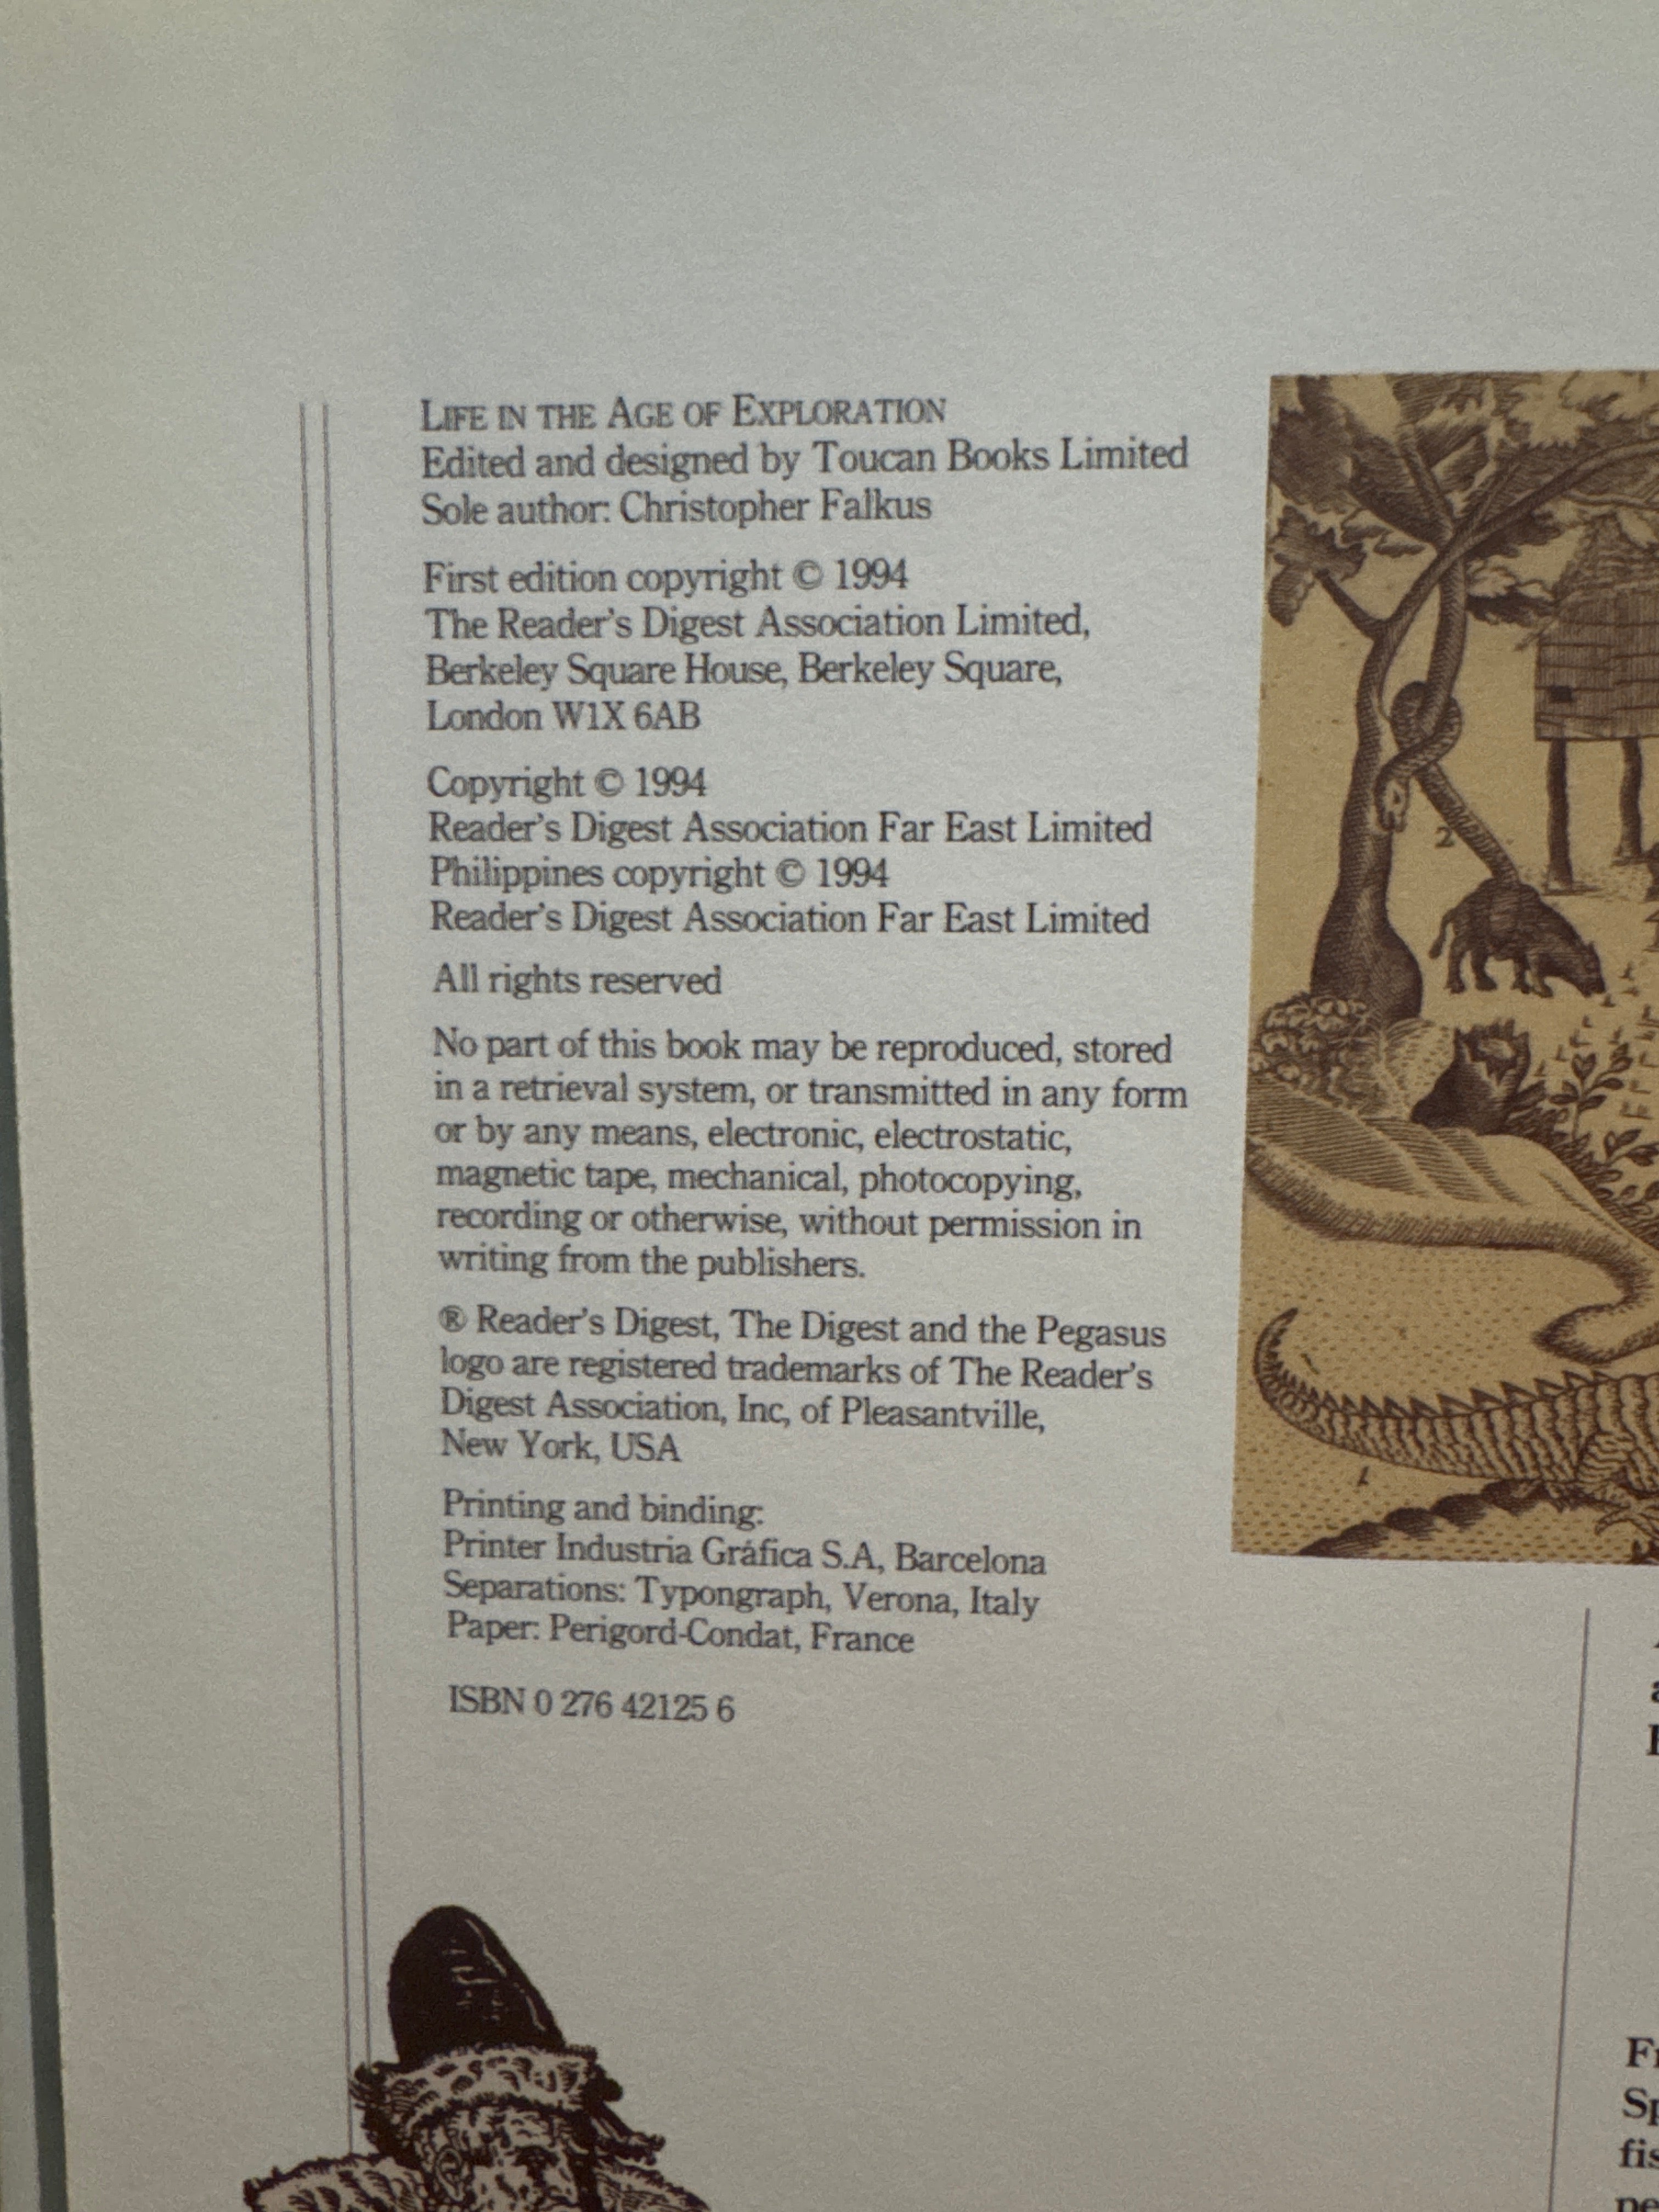 LIFE IN THE AGE OF EXPLORATION
Edited and designed by Toucan Books Limited
Sole author: Christopher Falkus
First edition copyright © 1994
The Reader's Digest Association Limited,
Berkeley Square House, Berkeley Square,
London W1X 6AB
Copyright © 1994
Reader's Digest Association Far East Limited
Philippines copyright © 1994
Reader's Digest Association Far East Limited
All rights reserved
No part of this book may be reproduced, stored
in a retrieval system, or transmitted in any form
or by any means, electronic, electrostatic,
magnetic tape, mechanical, photocopying,
recording or otherwise, without permission in
writing from the publishers.
® Reader's Digest, The Digest and the Pegasus
logo are registered trademarks of The Reader's
Digest Association, Inc, of Pleasantville,
New York, USA
Printing and binding:
Printer Industria Gráfica S.A, Barcelona
Separations: Typongraph, Verona, Italy
Paper: Perigord-Condat, France
ISBN 0 276 42125 6
2
1